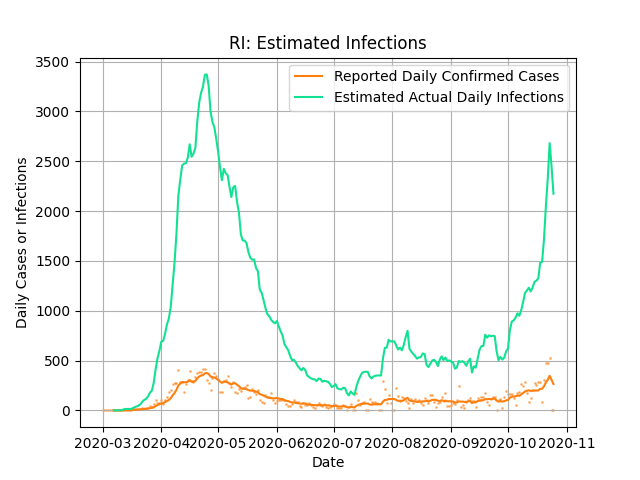 RI: Estimated Infections
Reported Daily Confirmed Cases
Estimated Actual Daily Infections
Daily Cases or Infections
3500
3000
2500
2000
1500
1000
500
0
2020-03 2020-04 2020-05 2020-06 2020-07 2020-08 2020-09 2020-10 2020-11
Date